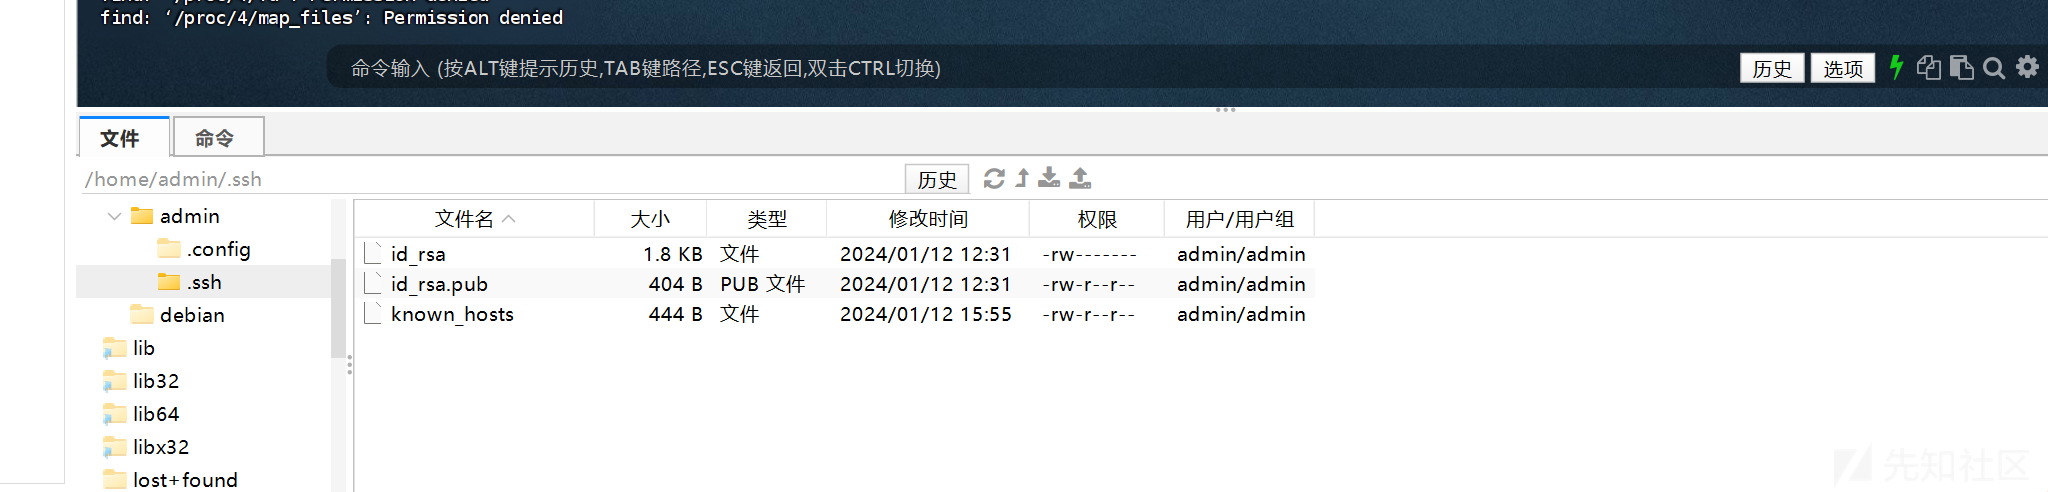 find: ‘/proc/4/map_files’: Permission denied
命令输入 (按ALT键提示历史,TAB键路径,ESC键返回,双击CTRL切换)
历史 选项
文件 命令
/home/admin/.ssh 历史
admin
.config
.ssh
debian
lib
lib32
lib64
libx32
lost+found
文件名 大小 类型 修改时间 权限 用户/用户组
id_rsa 1.8 KB 文件 2024/01/12 12:31 -rw------- admin/admin
id_rsa.pub 404 B PUB 文件 2024/01/12 12:31 -rw-r--r-- admin/admin
known_hosts 444 B 文件 2024/01/12 15:55 -rw-r--r-- admin/admin
先知社区